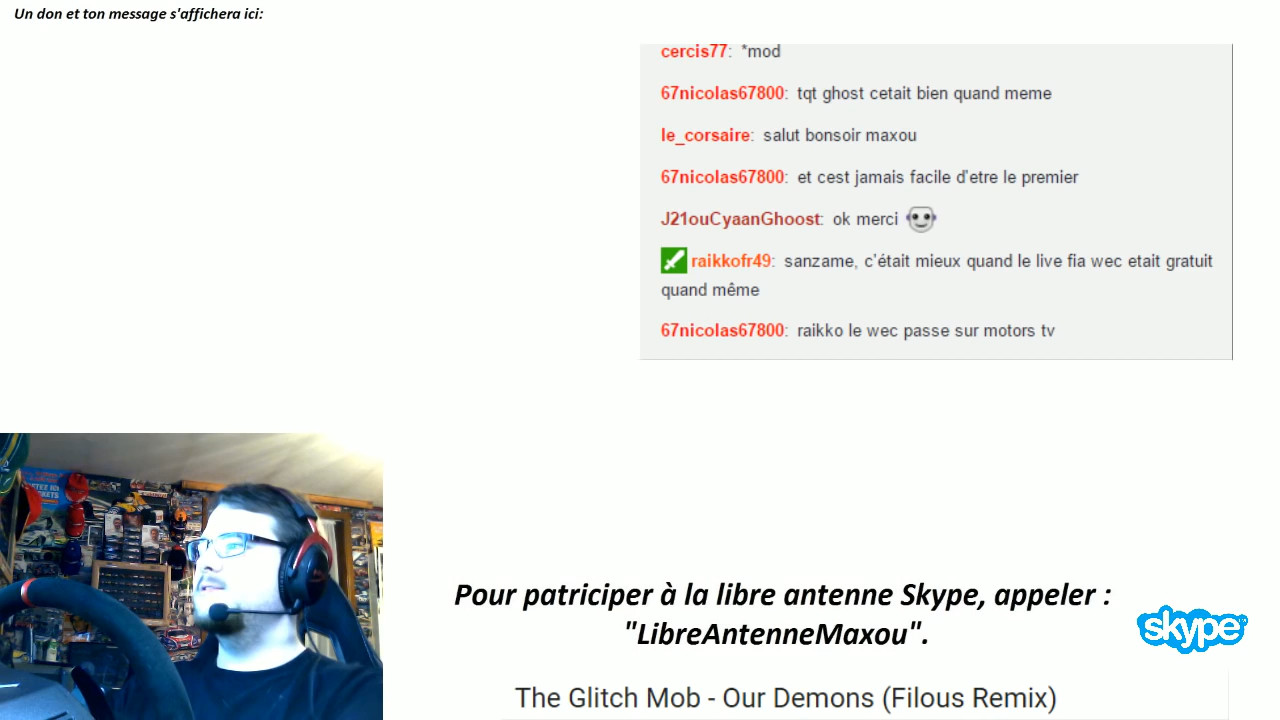 Un don et ton message s'affichera ici:
cercis77: *mod
67nicolas67800: tqt ghost cetait bien quand meme
le_corsaire: salut bonsoir maxou
67nicolas67800: et cest jamais facile d'etre le premier
J21ouCyaanGhoost: ok merci
raikkofr49: sanzame, c'était mieux quand le live fia wec etait gratuit
quand même
67nicolas67800: raikko le wec passe sur motors tv
Pour patriciper à la libre antenne Skype, appeler :
"LibreAntenneMaxou".
skype
The Glitch Mob - Our Demons (Filous Remix)